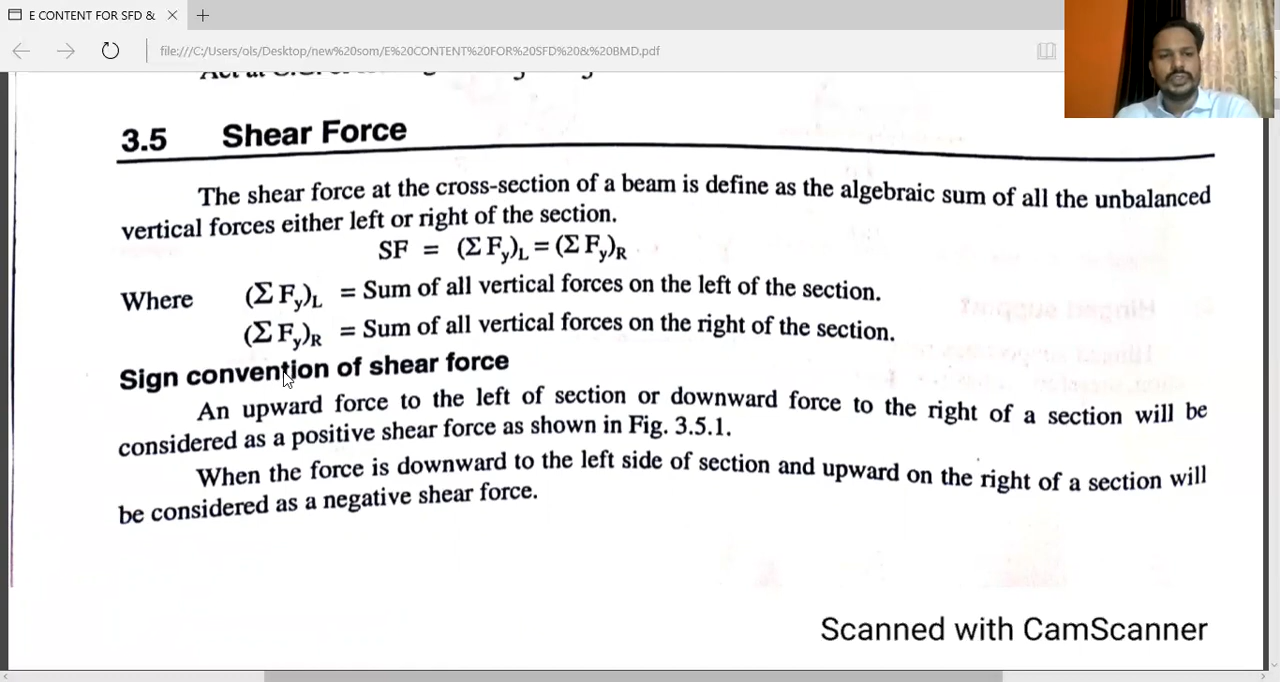 E CONTENT FOR SFD &
file:///C:/Users/ols/Desktop/new%20som/E%20CONTENT%20FOR%20SFD%20&%20BMD.pdf
3.5 Shear Force
The shear force at the cross-section of a beam is define as the algebraic sum of all the unbalanced
vertical forces either left or right of the section.
SF = (Σ Fy)L = (Σ Fy)R
Where (Σ Fy)L = Sum of all vertical forces on the left of the section.
(Σ Fy)R = Sum of all vertical forces on the right of the section.
Sign convention of shear force
An upward force to the left of section or downward force to the right of a section will be
considered as a positive shear force as shown in Fig. 3.5.1.
When the force is downward to the left side of section and upward on the right of a section will
be considered as a negative shear force.
Scanned with CamScanner